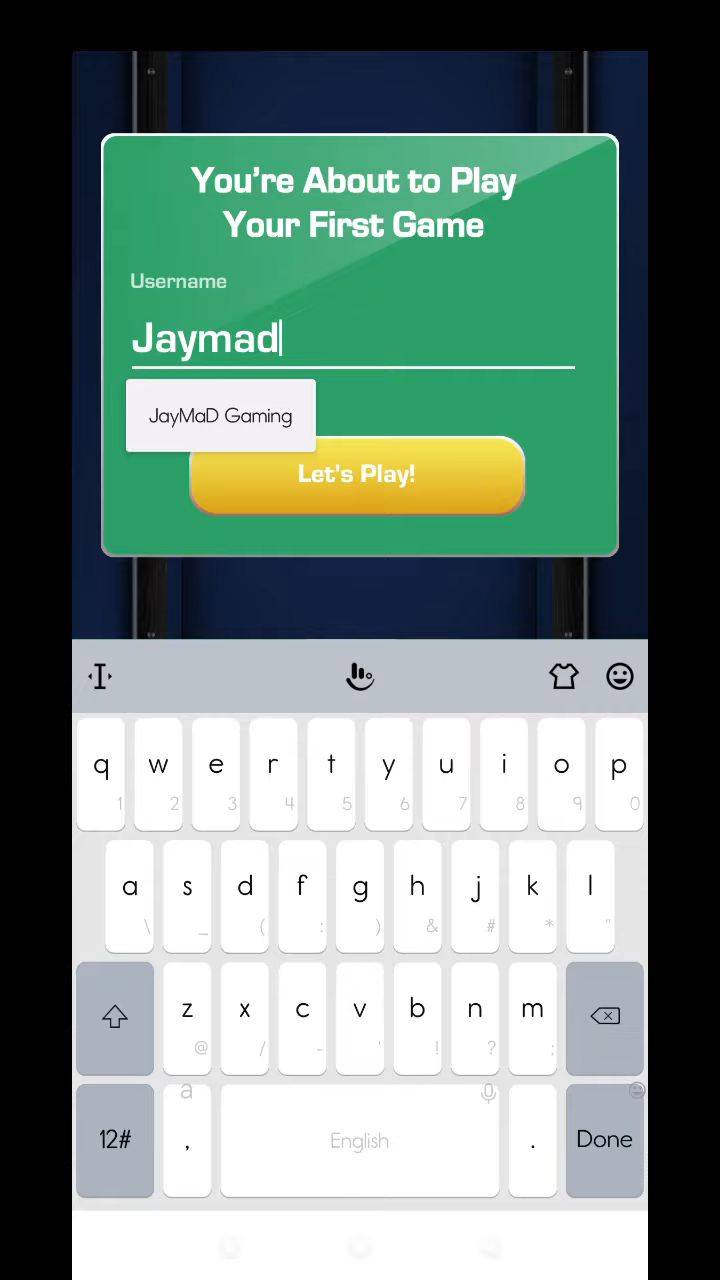 You're About to Play
Your First Game
Username
Jaymad
JayMaD Gaming
Let's Play!
q w e r t y u i o p
1 2 3 4 5 6 7 8 9 0
a s d f g h j k l
\ _ ( : ) & # * "
z x c v b n m
@ / - ' ! ? ;
a
12# , English . Done